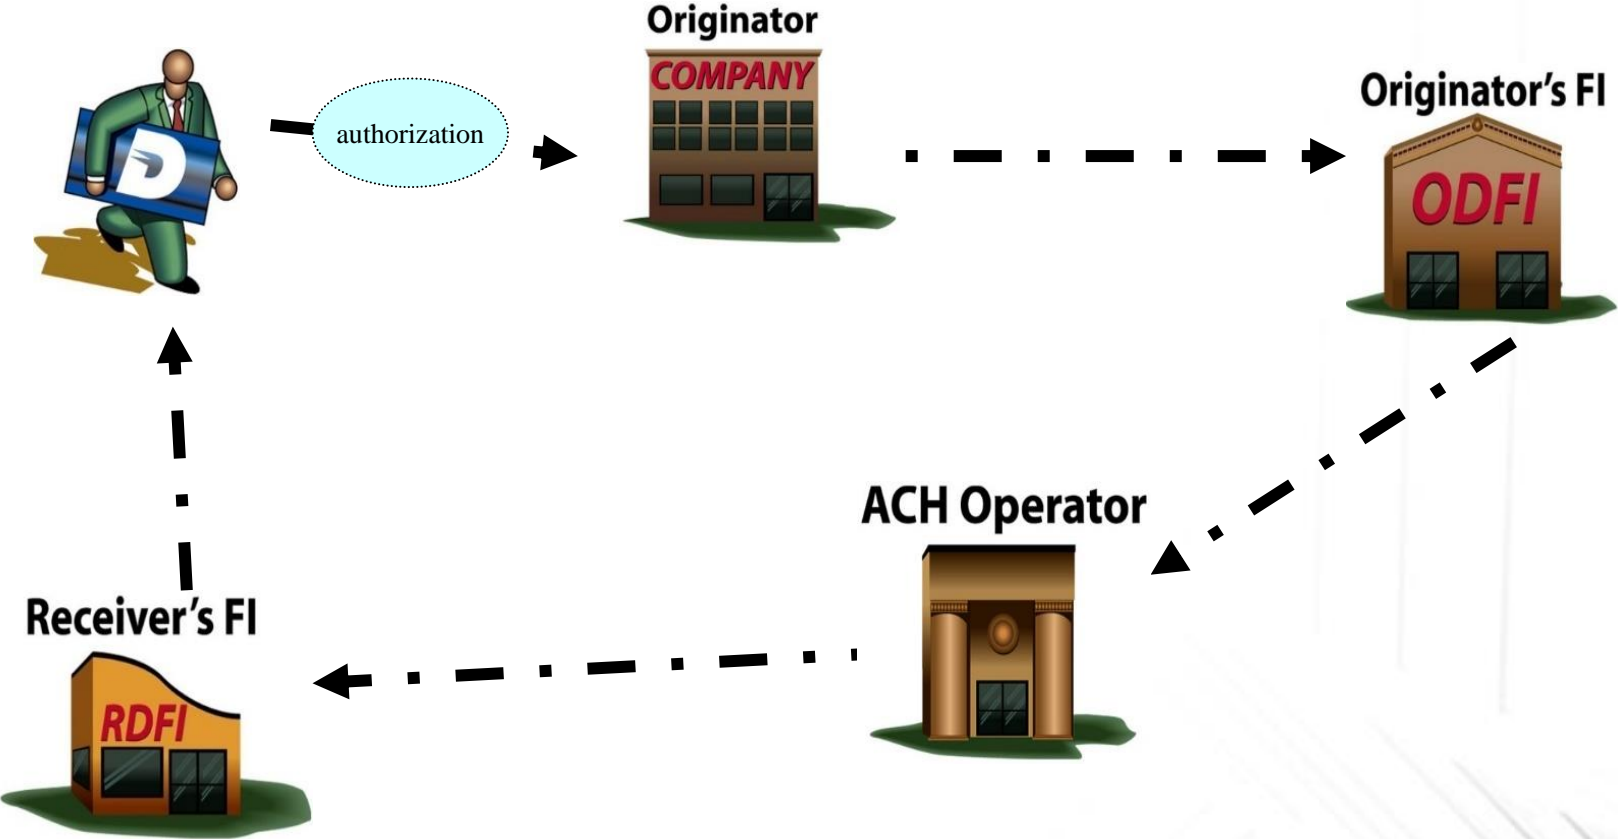 Originator
COMPANY
authorization
Originator's FI
ODFI
D
ACH Operator
Receiver's FI
RDFI